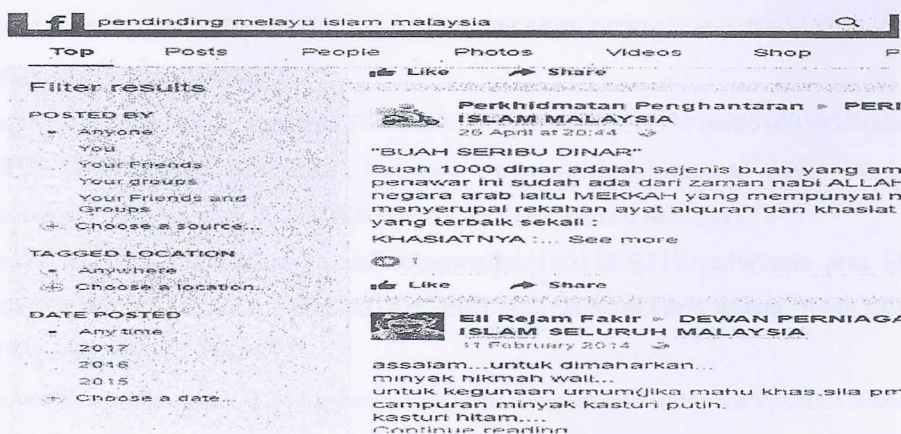 f pendinding melayu islam malaysia
Top Posts People Photos Videos Shop P
Filter results
POSTED BY
Anyone
You
Your Friends
Your groups
Your Friends and
Groups
Choose a source...
TAGGED LOCATION
Anywhere
Choose a location...
DATE POSTED
Any time
2017
2016
2015
Choose a date...
Like Share
Perkhidmatan Penghantaran ▸ PERI
ISLAM MALAYSIA
26 April at 20:44
"BUAH SERIBU DINAR"
Buah 1000 dinar adalah sejenis buah yang am
penawar ini sudah ada dari zaman nabi ALLAH
negara arab iaitu MEKKAH yang mempunyai n
menyerupai rekahan ayat alquran dan khasiat
yang terbaik sekali :
KHASIATNYA :... See more
1
Like Share
Ell Rejam Fakir ▸ DEWAN PERNIAGA
ISLAM SELURUH MALAYSIA
11 February 2014
assalam...untuk dimaharkan...
minyak hikmah wali...
untuk kegunaan umum(jika mahu khas,sila pm
campuran minyak kasturi putih.
kasturi hitam....
Continue reading